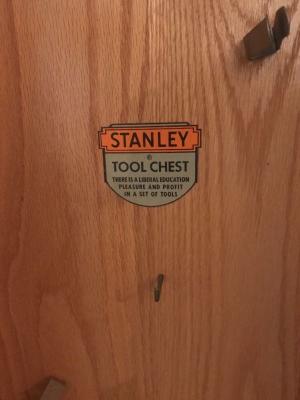 STANLEY
®
TOOL CHEST
THERE IS A LIBERAL EDUCATION
PLEASURE AND PROFIT
IN A SET OF TOOLS